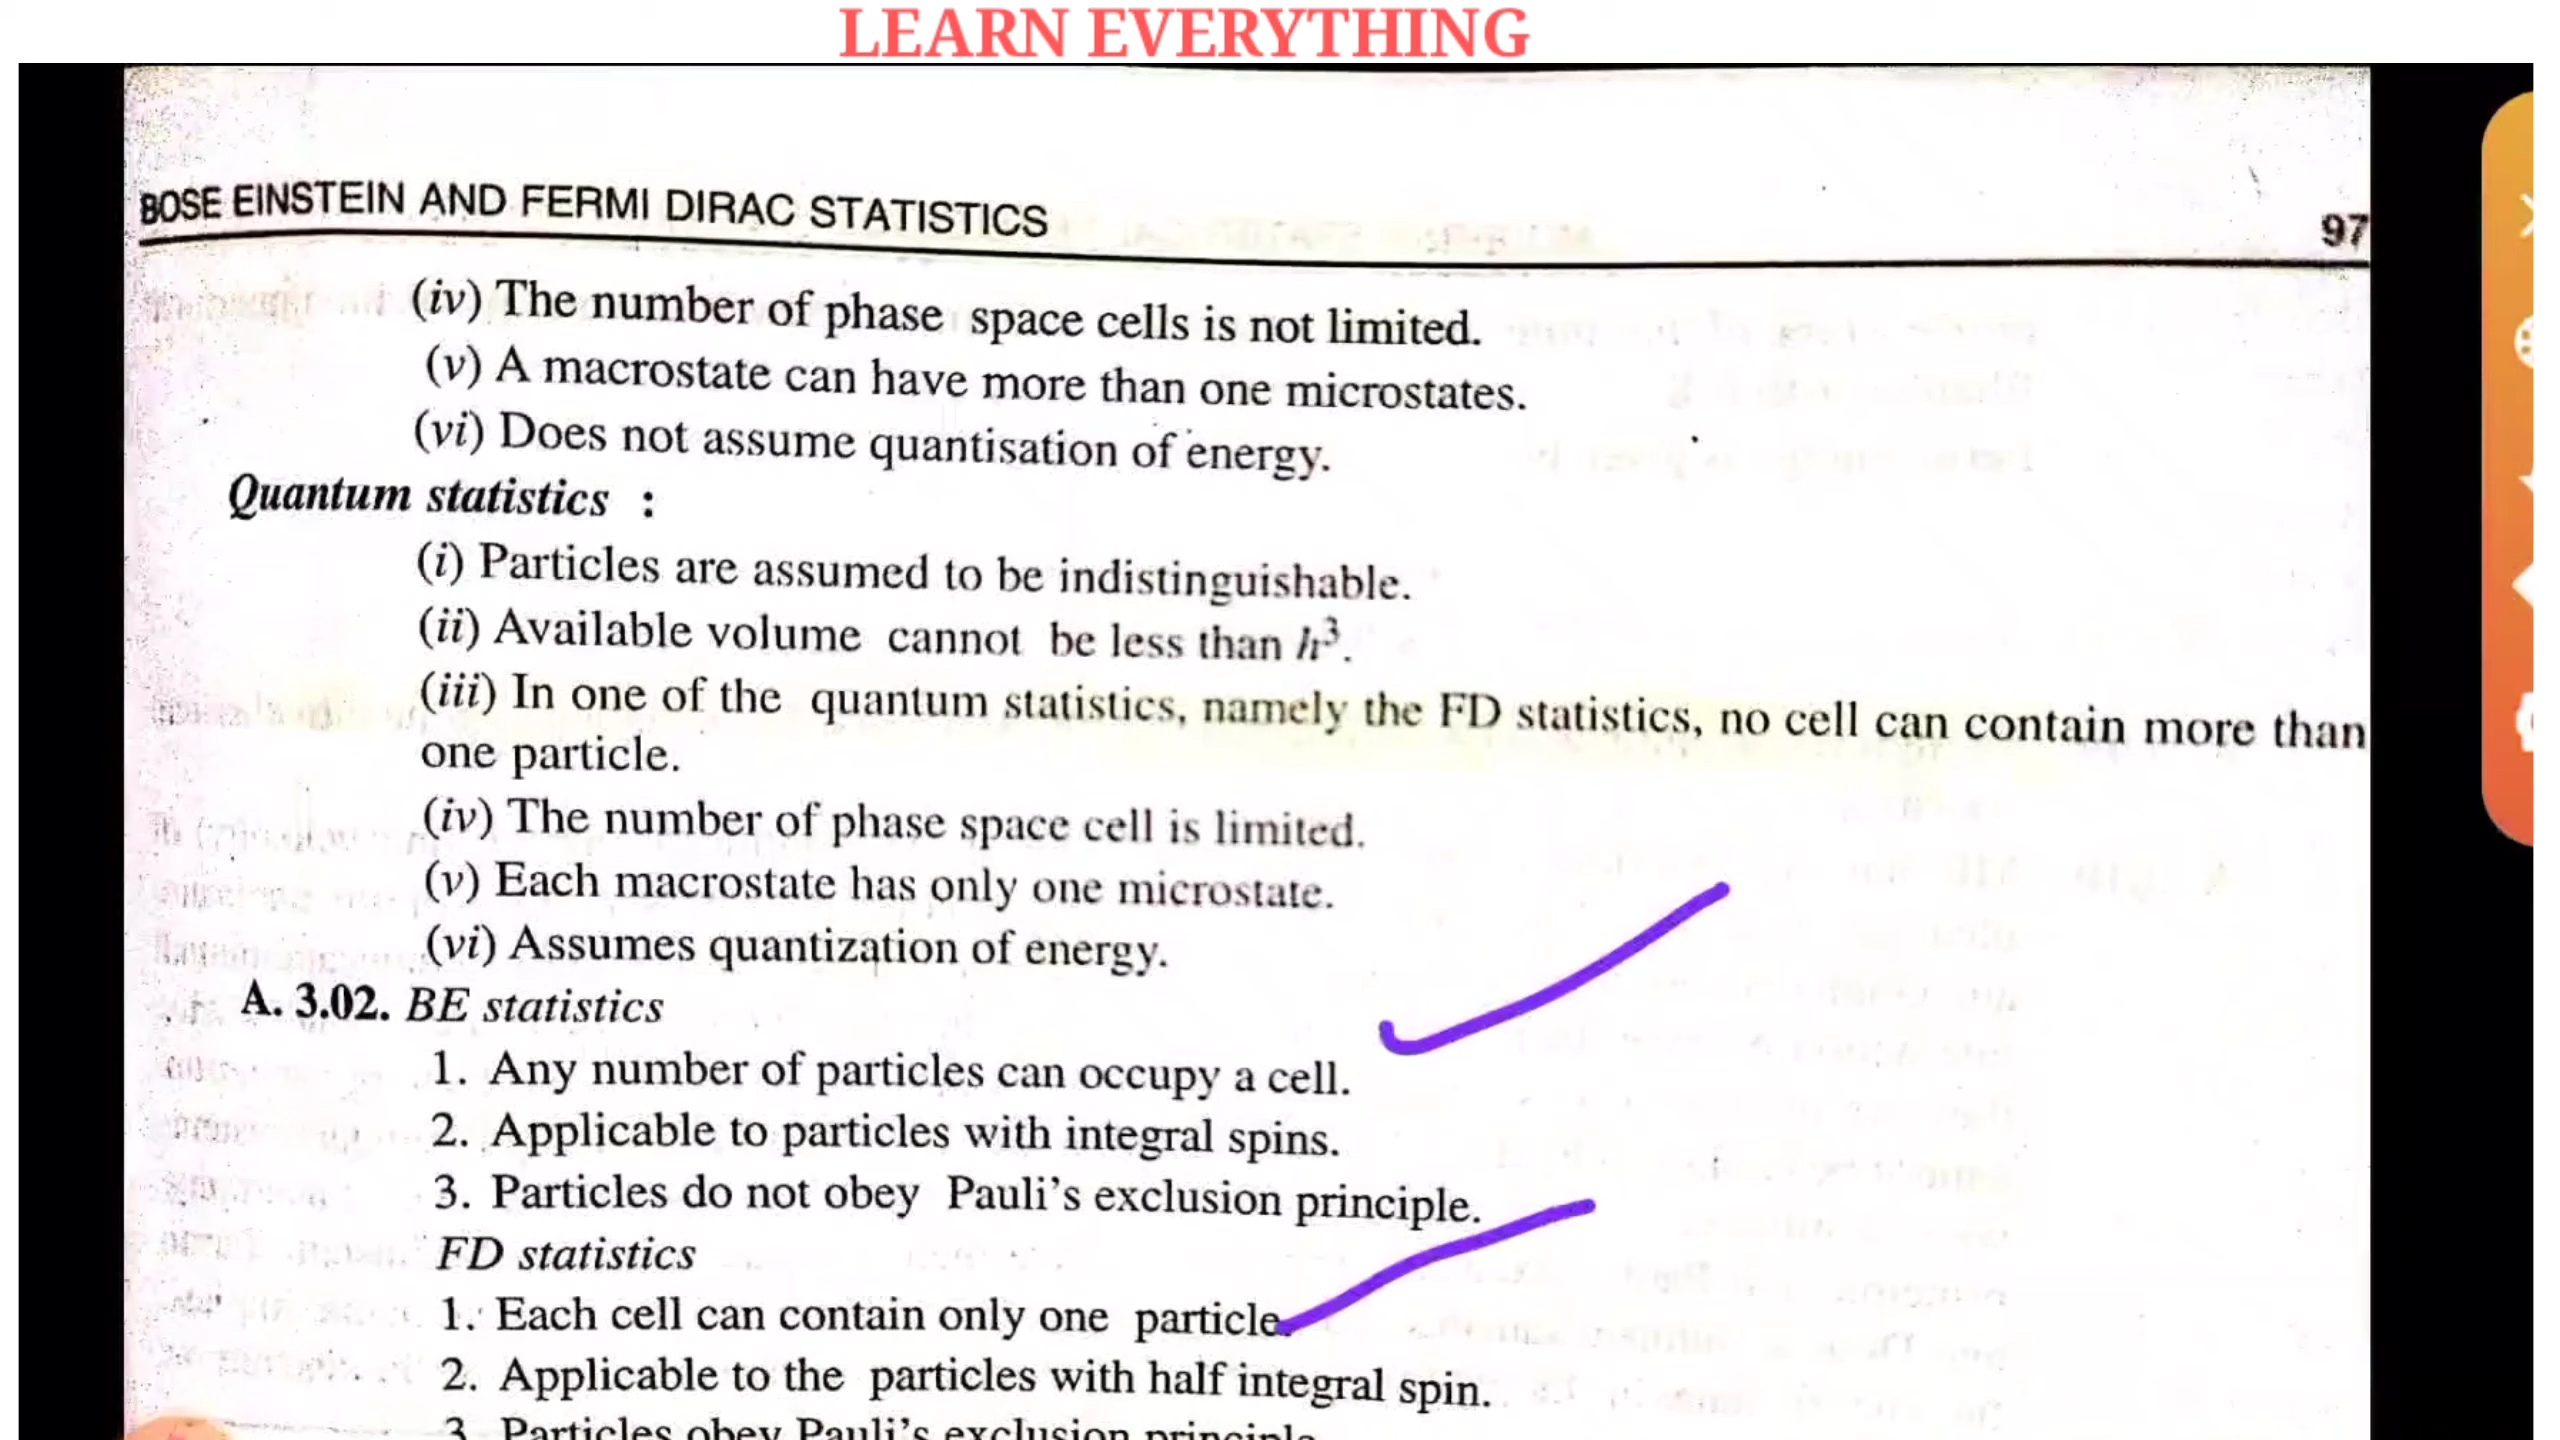 LEARN EVERYTHING
BOSE EINSTEIN AND FERMI DIRAC STATISTICS 97
(iv) The number of phase space cells is not limited.
(v) A macrostate can have more than one microstates.
(vi) Does not assume quantisation of energy.
Quantum statistics :
(i) Particles are assumed to be indistinguishable.
(ii) Available volume cannot be less than h³.
(iii) In one of the quantum statistics, namely the FD statistics, no cell can contain more than
one particle.
(iv) The number of phase space cell is limited.
(v) Each macrostate has only one microstate.
(vi) Assumes quantization of energy.
A. 3.02. BE statistics
1. Any number of particles can occupy a cell.
2. Applicable to particles with integral spins.
3. Particles do not obey Pauli's exclusion principle.
FD statistics
1. Each cell can contain only one particle.
2. Applicable to the particles with half integral spin.
3. Particles obey Pauli's exclusion principle